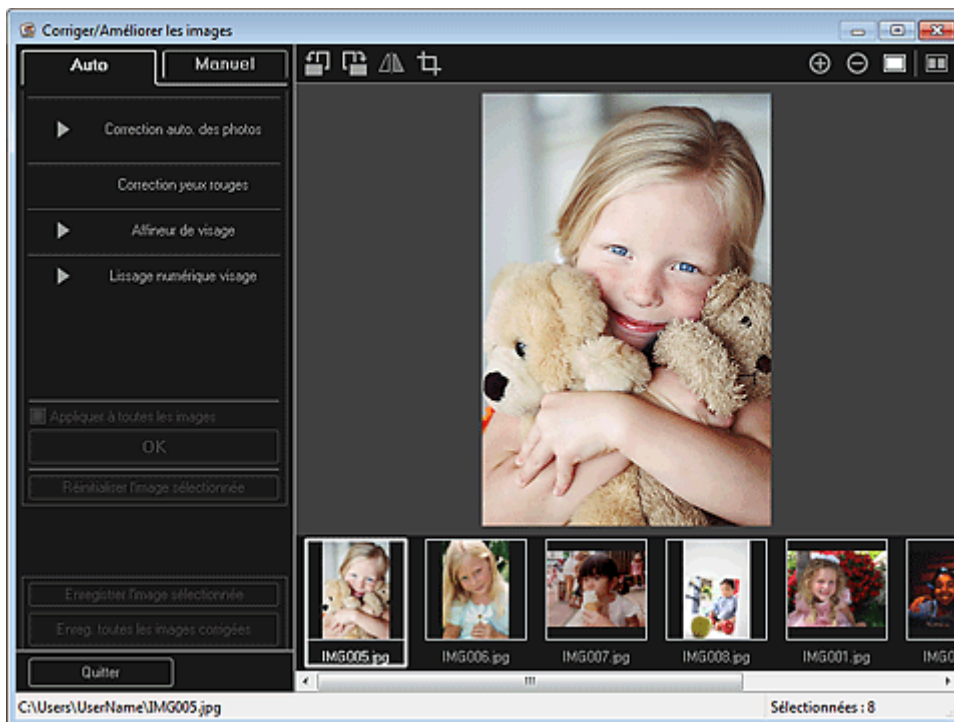 Corriger/Améliorer les images
Auto
Manuel
Correction auto. des photos
Correction yeux rouges
Affineur de visage
Lissage numérique visage
Appliquer à toutes les images
OK
Réinitialiser l'image sélectionnée
Enregistrer l'image sélectionnée
Enreg. toutes les images corrigées
Quitter
IMG005.jpg
IMG006.jpg
IMG007.jpg
IMG008.jpg
IMG001.jpg
IMG0
C:\Users\UserName\IMG005.jpg
Sélectionnées : 8